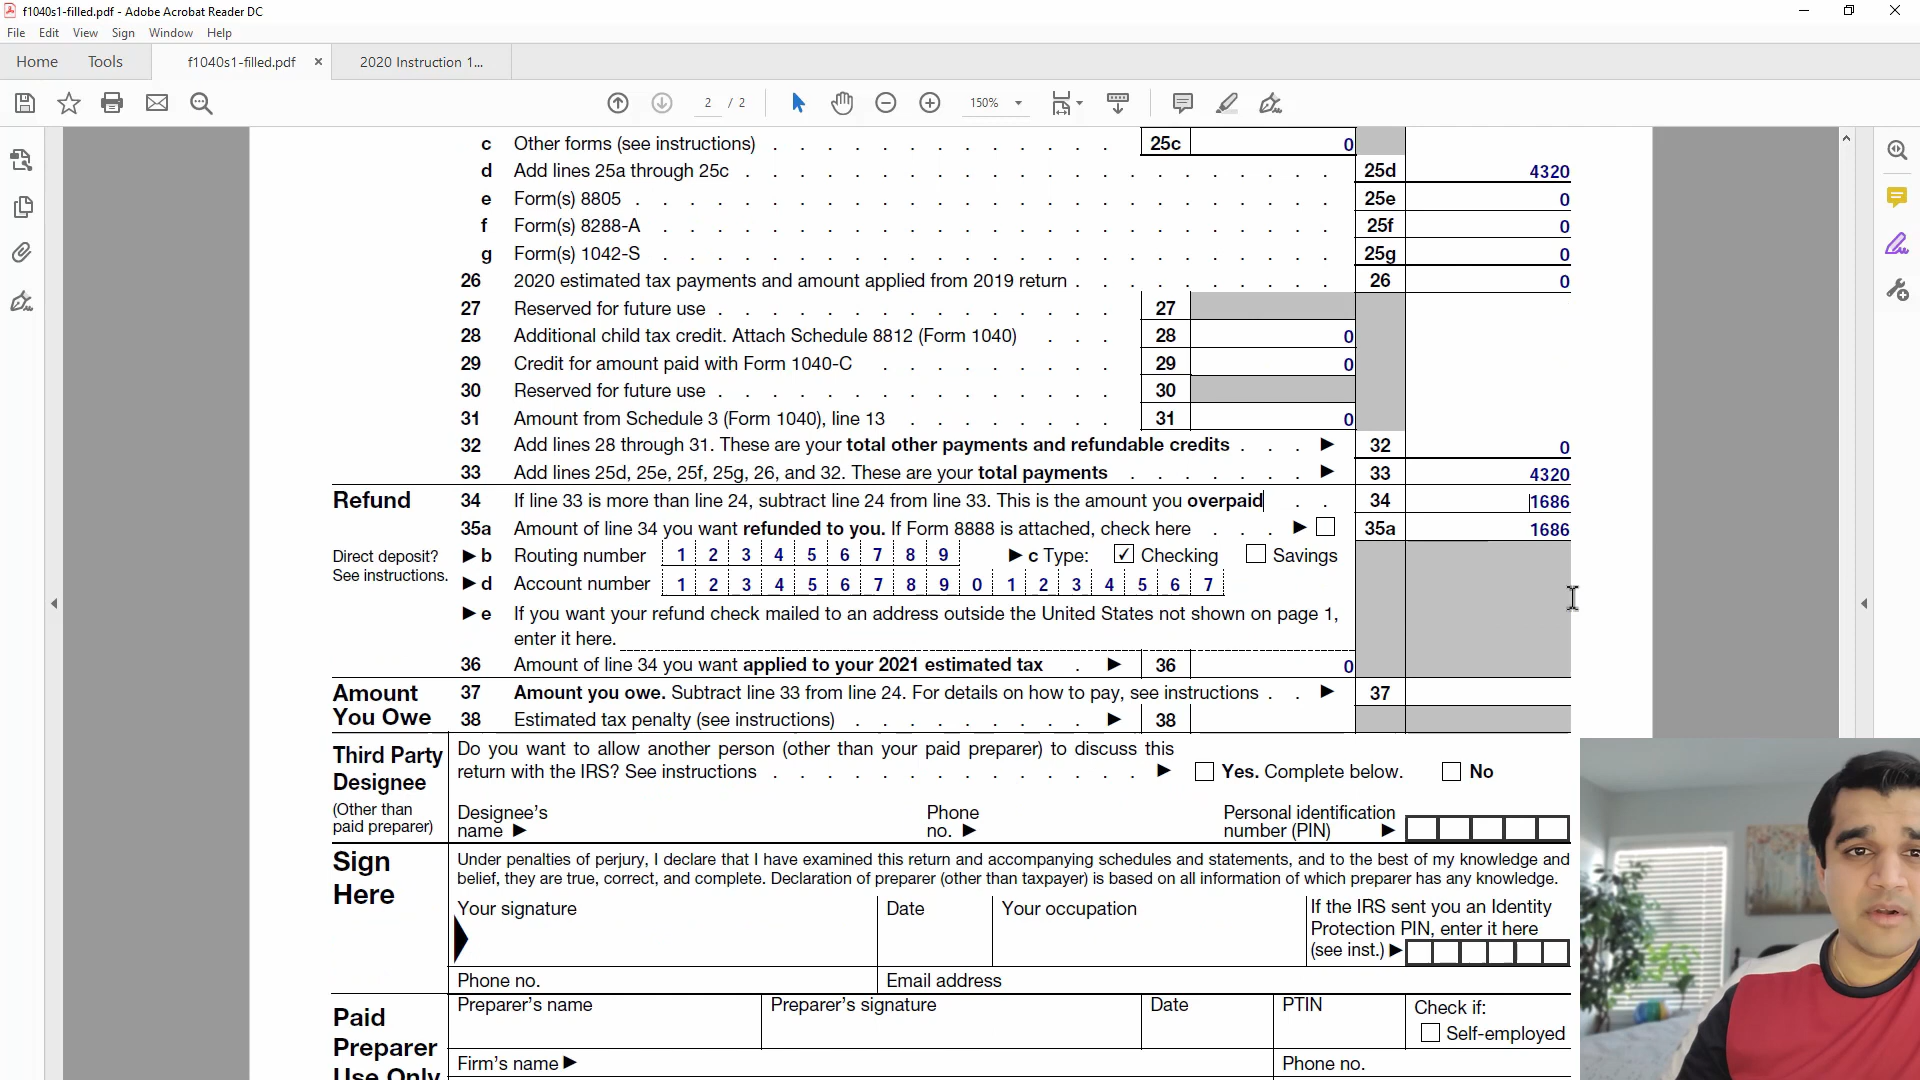 f1040s1-filled.pdf - Adobe Acrobat Reader DC
File Edit View Sign Window Help
Home Tools f1040s1-filled.pdf × 2020 Instruction 1...
2 / 2 150%
c Other forms (see instructions) . . . . . . . . . . . . . 25c 0
d Add lines 25a through 25c . . . . . . . . . . . . . . . . . . . . . . 25d 4320
e Form(s) 8805 . . . . . . . . . . . . . . . . . . . . . . . . . . 25e 0
f Form(s) 8288-A . . . . . . . . . . . . . . . . . . . . . . . . . 25f 0
g Form(s) 1042-S . . . . . . . . . . . . . . . . . . . . . . . . . 25g 0
26 2020 estimated tax payments and amount applied from 2019 return . . . . . . . . . . 26 0
27 Reserved for future use . . . . . . . . . . . . . . . 27
28 Additional child tax credit. Attach Schedule 8812 (Form 1040) . . . 28 0
29 Credit for amount paid with Form 1040-C . . . . . . . . . 29 0
30 Reserved for future use . . . . . . . . . . . . . . . 30
31 Amount from Schedule 3 (Form 1040), line 13 . . . . . . . . 31 0
32 Add lines 28 through 31. These are your total other payments and refundable credits . . . ▶ 32 0
33 Add lines 25d, 25e, 25f, 25g, 26, and 32. These are your total payments . . . . . . . ▶ 33 4320
Refund 34 If line 33 is more than line 24, subtract line 24 from line 33. This is the amount you overpaid . . 34 1686
35a Amount of line 34 you want refunded to you. If Form 8888 is attached, check here . . . ▶ 35a 1686
Direct deposit? ▶ b Routing number 1 2 3 4 5 6 7 8 9 ▶ c Type: ✓ Checking Savings
See instructions. ▶ d Account number 1 2 3 4 5 6 7 8 9 0 1 2 3 4 5 6 7
▶ e If you want your refund check mailed to an address outside the United States not shown on page 1,
enter it here.
36 Amount of line 34 you want applied to your 2021 estimated tax . ▶ 36 0
Amount 37 Amount you owe. Subtract line 33 from line 24. For details on how to pay, see instructions . . ▶ 37
You Owe 38 Estimated tax penalty (see instructions) . . . . . . . . . ▶ 38
Third Party Do you want to allow another person (other than your paid preparer) to discuss this
Designee return with the IRS? See instructions . . . . . . . . . . . . . . ▶ Yes. Complete below. No
(Other than
paid preparer)
Designee's Phone Personal identification
name ▶ no. ▶ number (PIN) ▶
Sign Under penalties of perjury, I declare that I have examined this return and accompanying schedules and statements, and to the best of my knowledge and
Here belief, they are true, correct, and complete. Declaration of preparer (other than taxpayer) is based on all information of which preparer has any knowledge.
Your signature Date Your occupation If the IRS sent you an Identity
Protection PIN, enter it here
(see inst.) ▶
Phone no. Email address
Paid Preparer's name Preparer's signature Date PTIN Check if:
Preparer Self-employed
Use Only Firm's name ▶ Phone no.